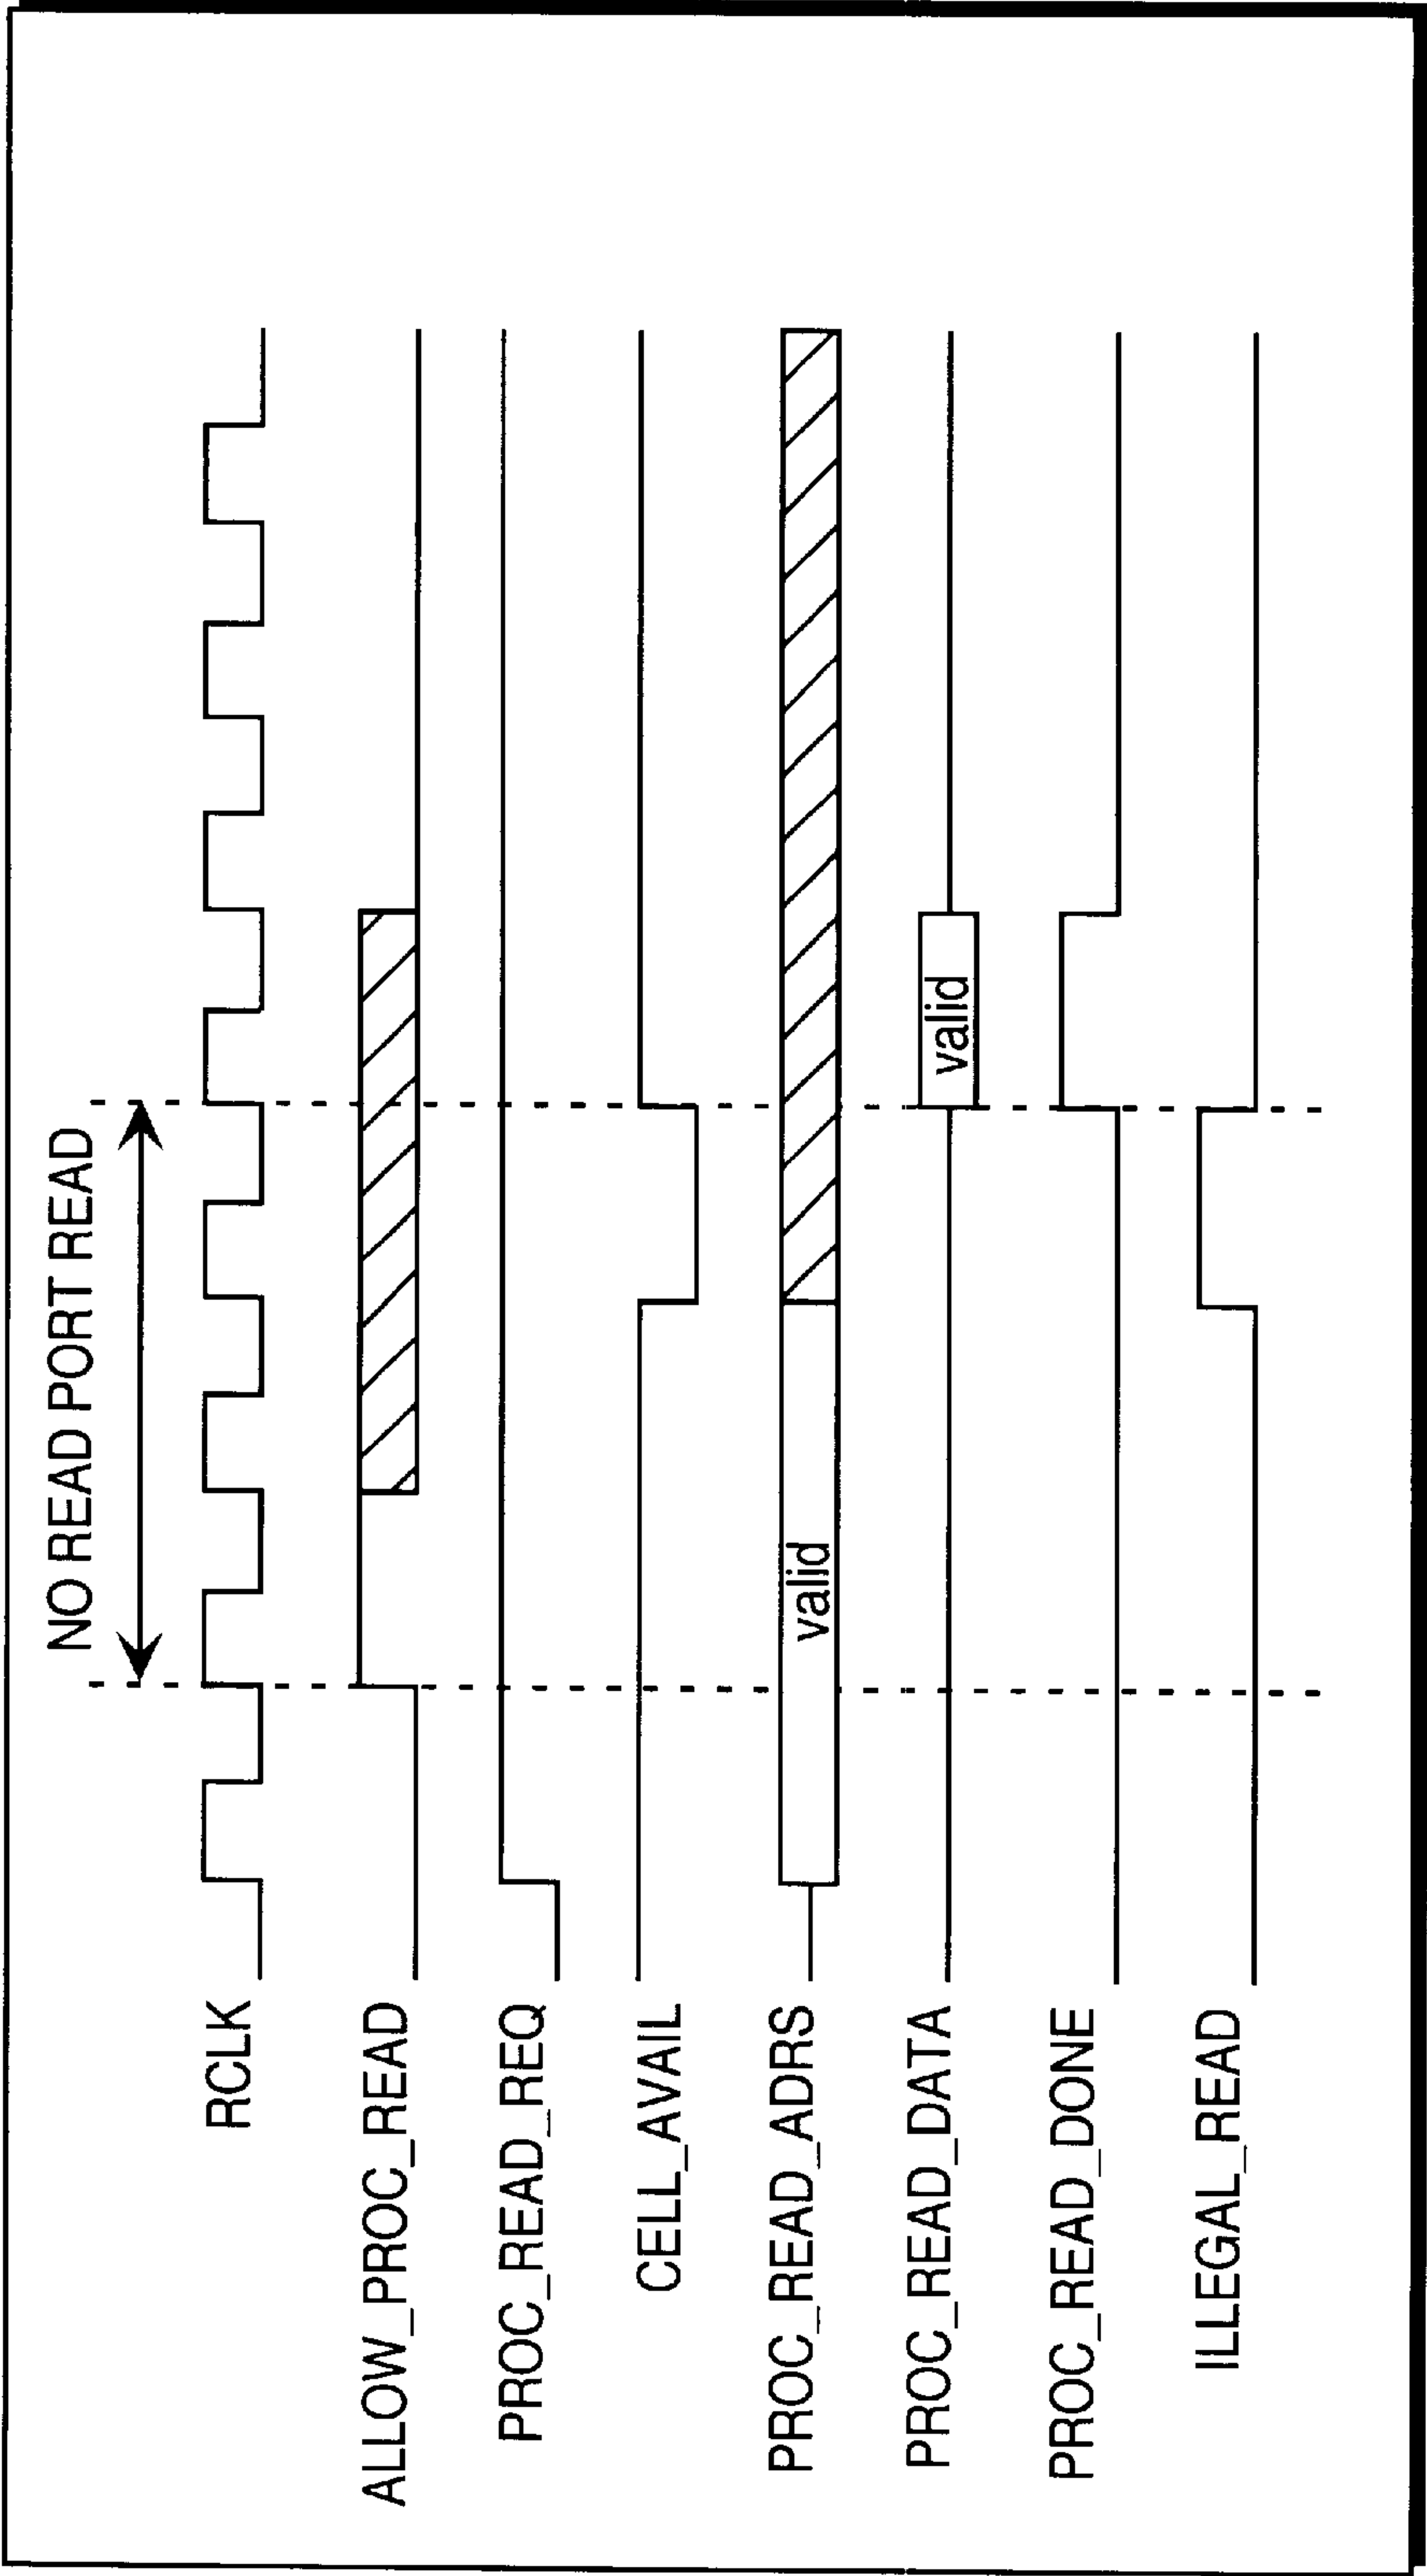 NO READ PORT READ
RCLK
ALLOW_PROC_READ
PROC_READ_REQ
CELL_AVAIL
PROC_READ_ADRS
valid
PROC_READ_DATA
valid
PROC_READ_DONE
ILLEGAL_READ